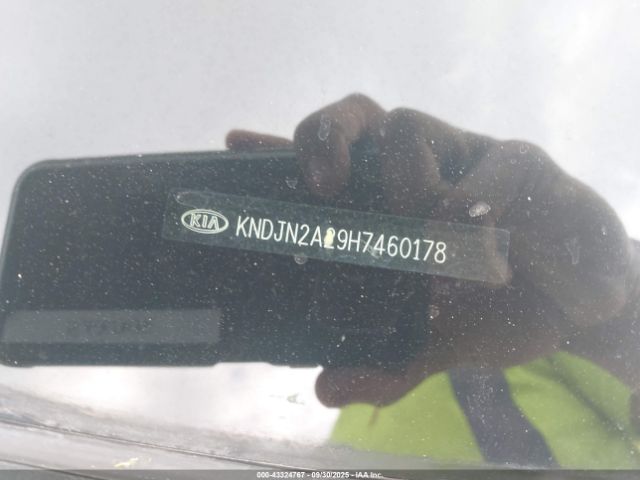 KIA KNDJN2A29H7460178
000-43324767 - 09/30/2025 - IAA Inc.